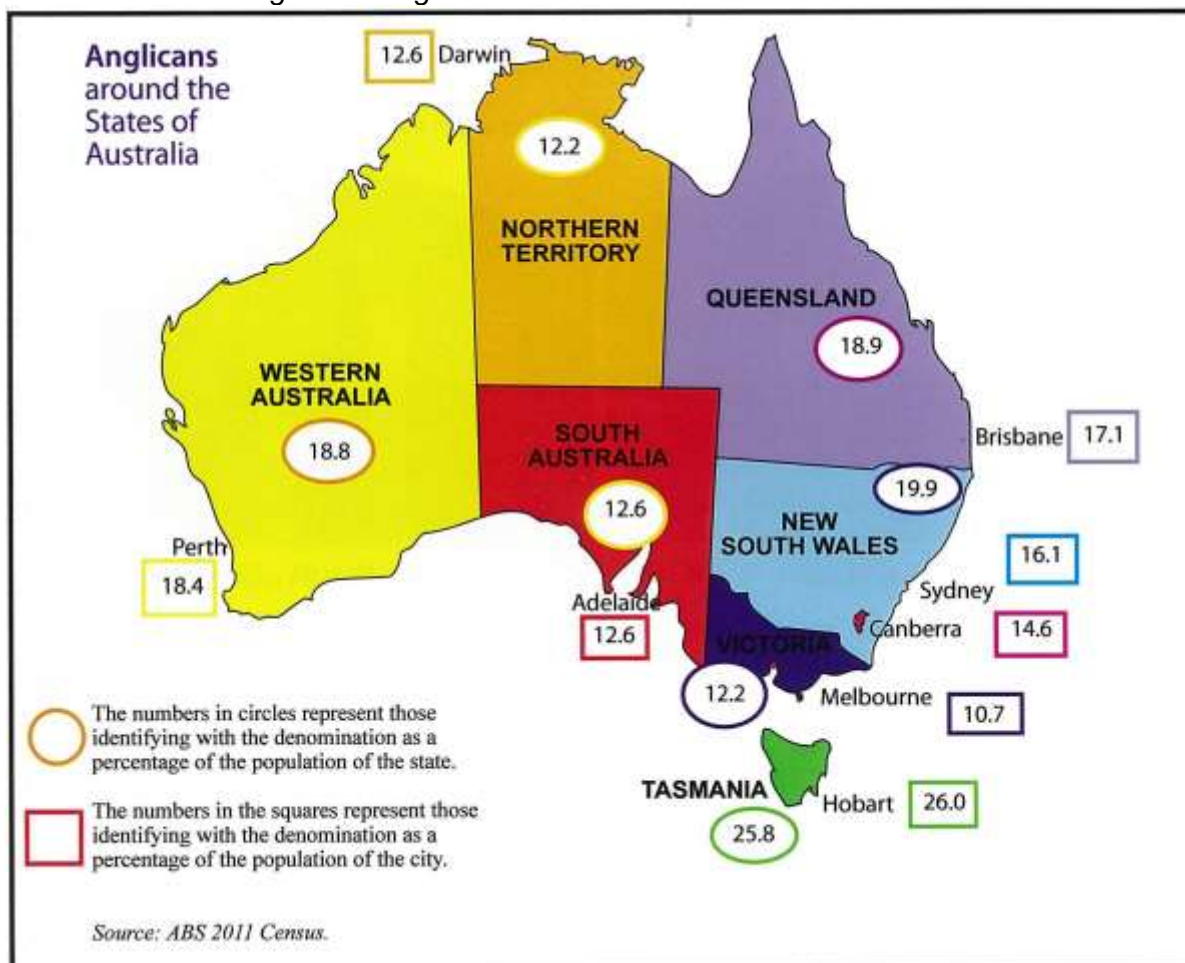 Anglicans
around the
States of
Australia
12.6 Darwin
12.2
NORTHERN
TERRITORY
QUEENSLAND
18.9
WESTERN
AUSTRALIA
18.8
SOUTH
AUSTRALIA
12.6
Brisbane 17.1
19.9
NEW
SOUTH WALES
Perth
18.4
16.1
Sydney
Adelaide
12.6
Canberra 14.6
VICTORIA
12.2
Melbourne 10.7
TASMANIA
25.8
Hobart 26.0
The numbers in circles represent those
identifying with the denomination as a
percentage of the population of the state.
The numbers in the squares represent those
identifying with the denomination as a
percentage of the population of the city.
Source: ABS 2011 Census.